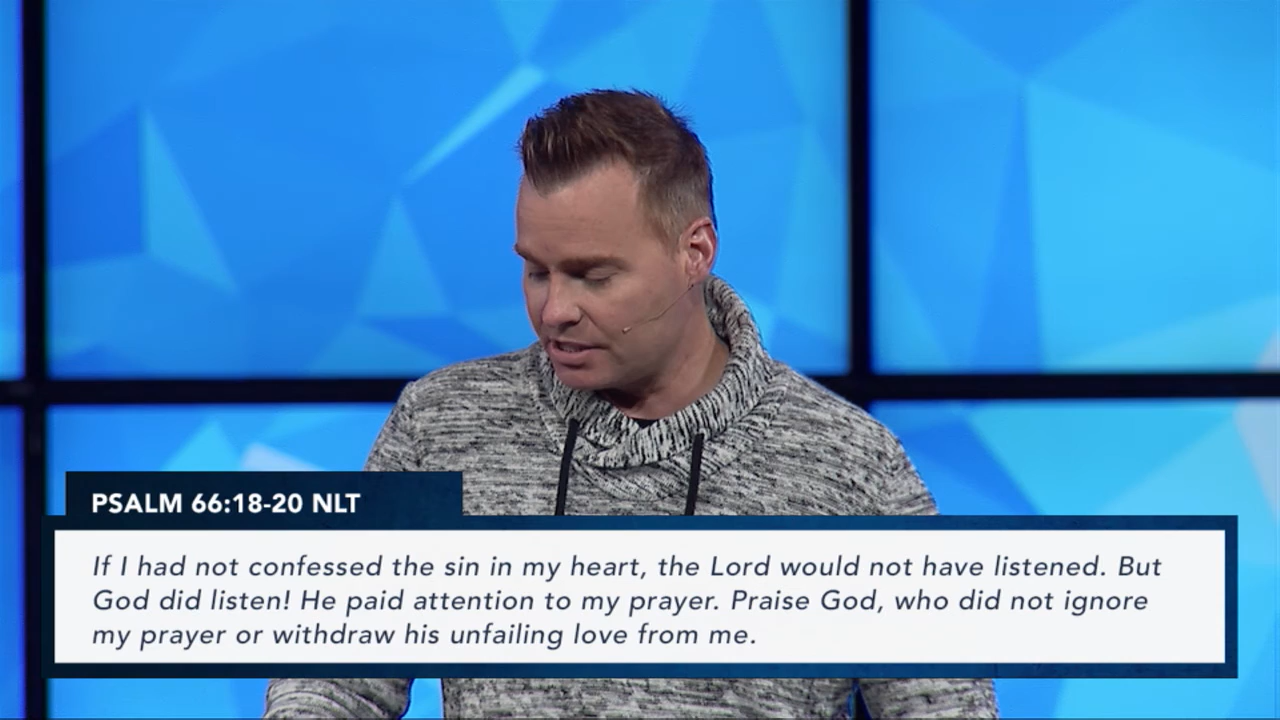 PSALM 66:18-20 NLT
If I had not confessed the sin in my heart, the Lord would not have listened. But
God did listen! He paid attention to my prayer. Praise God, who did not ignore
my prayer or withdraw his unfailing love from me.